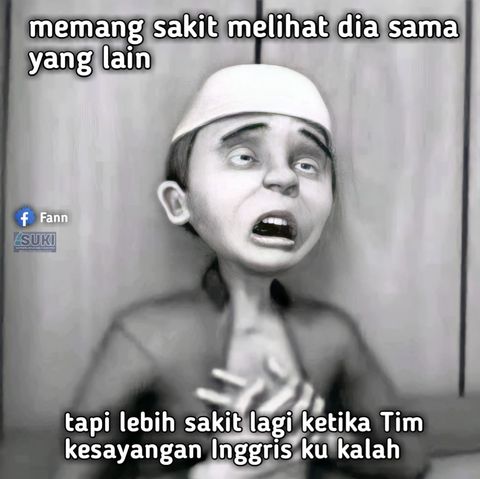 memang sakit melihat dia sama
yang lain
Fann
SUKI
tapi lebih sakit lagi ketika Tim
kesayangan Inggris ku kalah